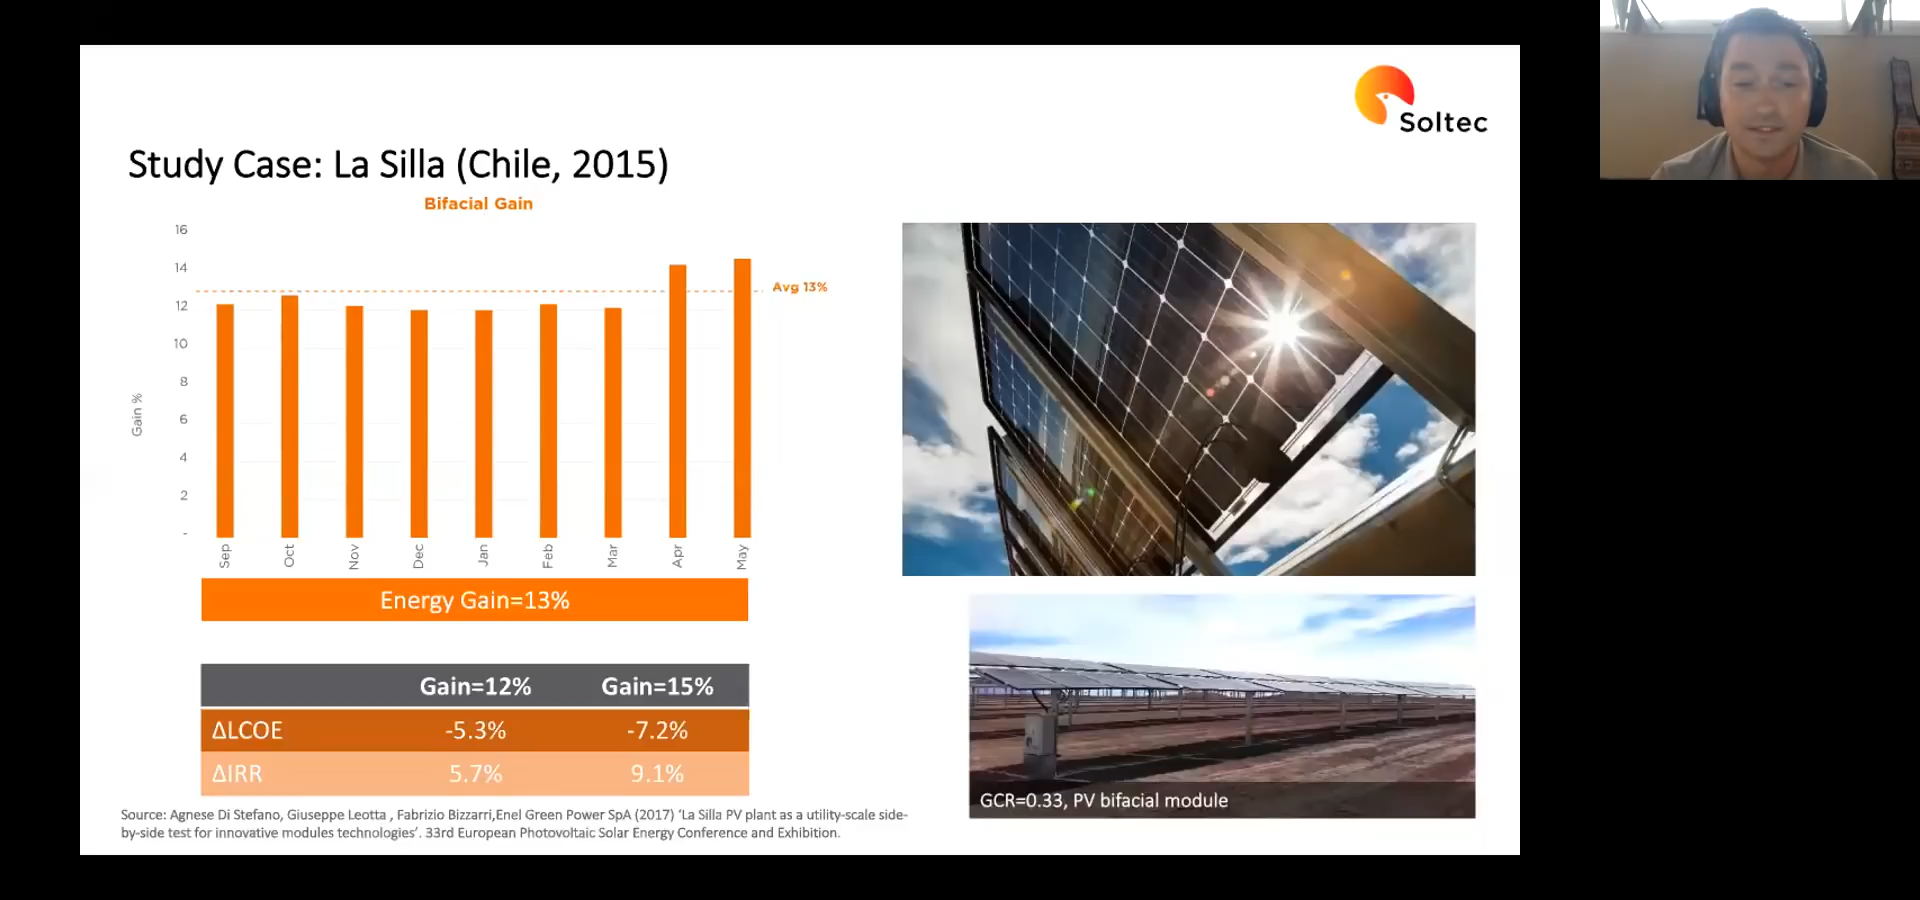 Soltec
Study Case: La Silla (Chile, 2015)
Bifacial Gain
16
14
12
10
8
6
4
2
-
Gain %
Avg 13%
Sep
Oct
Nov
Dec
Jan
Feb
Mar
Apr
May
Energy Gain=13%
Gain=12% Gain=15%
ΔLCOE -5.3% -7.2%
ΔIRR 5.7% 9.1%
Source: Agnese Di Stefano, Giuseppe Leotta , Fabrizio Bizzarri,Enel Green Power SpA (2017) ‘La Silla PV plant as a utility-scale side-
by-side test for innovative modules technologies’. 33rd European Photovoltaic Solar Energy Conference and Exhibition.
GCR=0.33, PV bifacial module